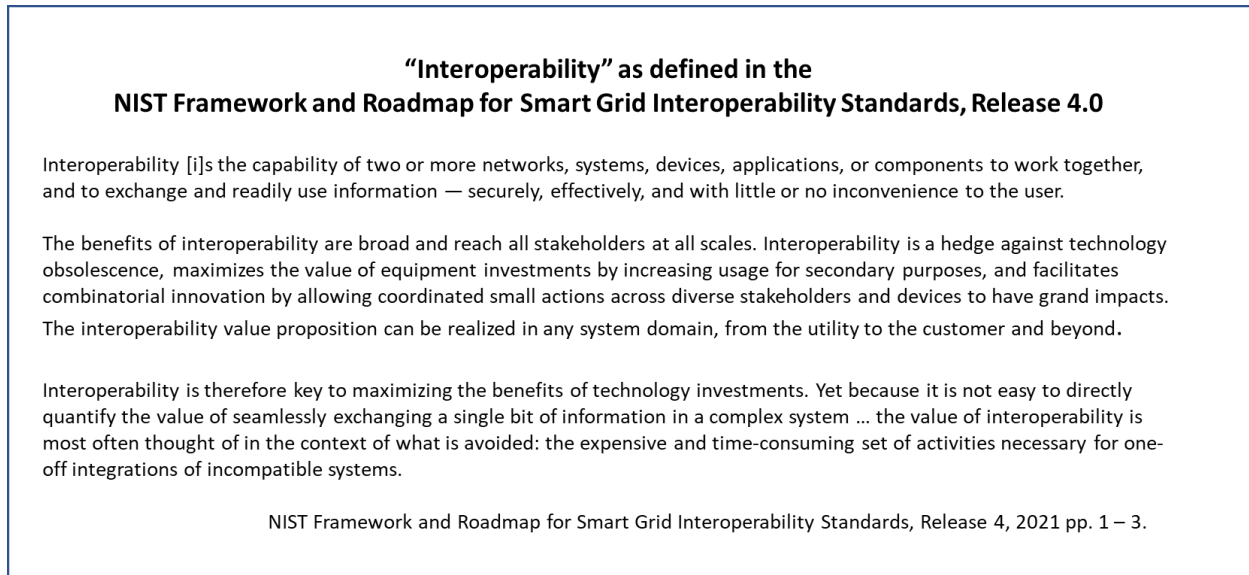 “Interoperability” as defined in the
NIST Framework and Roadmap for Smart Grid Interoperability Standards, Release 4.0
Interoperability [i]s the capability of two or more networks, systems, devices, applications, or components to work together,
and to exchange and readily use information — securely, effectively, and with little or no inconvenience to the user.
The benefits of interoperability are broad and reach all stakeholders at all scales. Interoperability is a hedge against technology
obsolescence, maximizes the value of equipment investments by increasing usage for secondary purposes, and facilitates
combinatorial innovation by allowing coordinated small actions across diverse stakeholders and devices to have grand impacts.
The interoperability value proposition can be realized in any system domain, from the utility to the customer and beyond.
Interoperability is therefore key to maximizing the benefits of technology investments. Yet because it is not easy to directly
quantify the value of seamlessly exchanging a single bit of information in a complex system … the value of interoperability is
most often thought of in the context of what is avoided: the expensive and time-consuming set of activities necessary for one-
off integrations of incompatible systems.
NIST Framework and Roadmap for Smart Grid Interoperability Standards, Release 4, 2021 pp. 1 – 3.